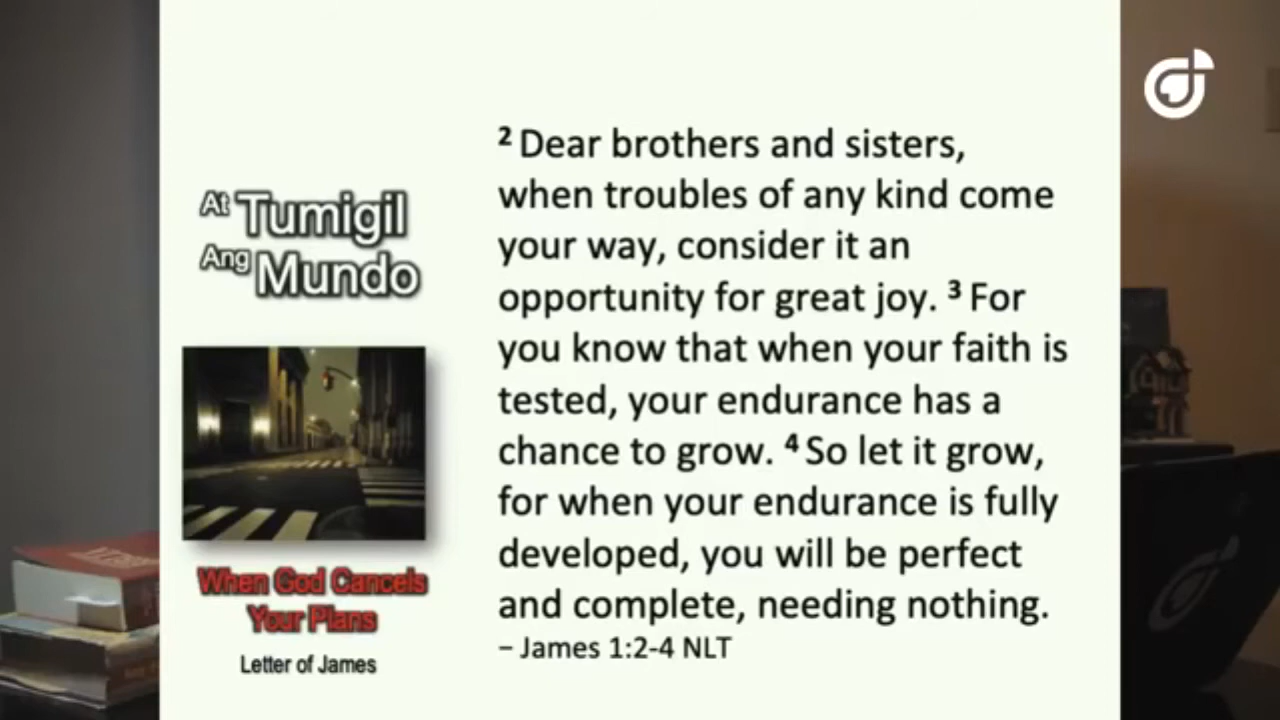 At Tumigil
Ang Mundo
When God Cancels
Your Plans
Letter of James
² Dear brothers and sisters,
when troubles of any kind come
your way, consider it an
opportunity for great joy. ³ For
you know that when your faith is
tested, your endurance has a
chance to grow. ⁴ So let it grow,
for when your endurance is fully
developed, you will be perfect
and complete, needing nothing.
– James 1:2-4 NLT